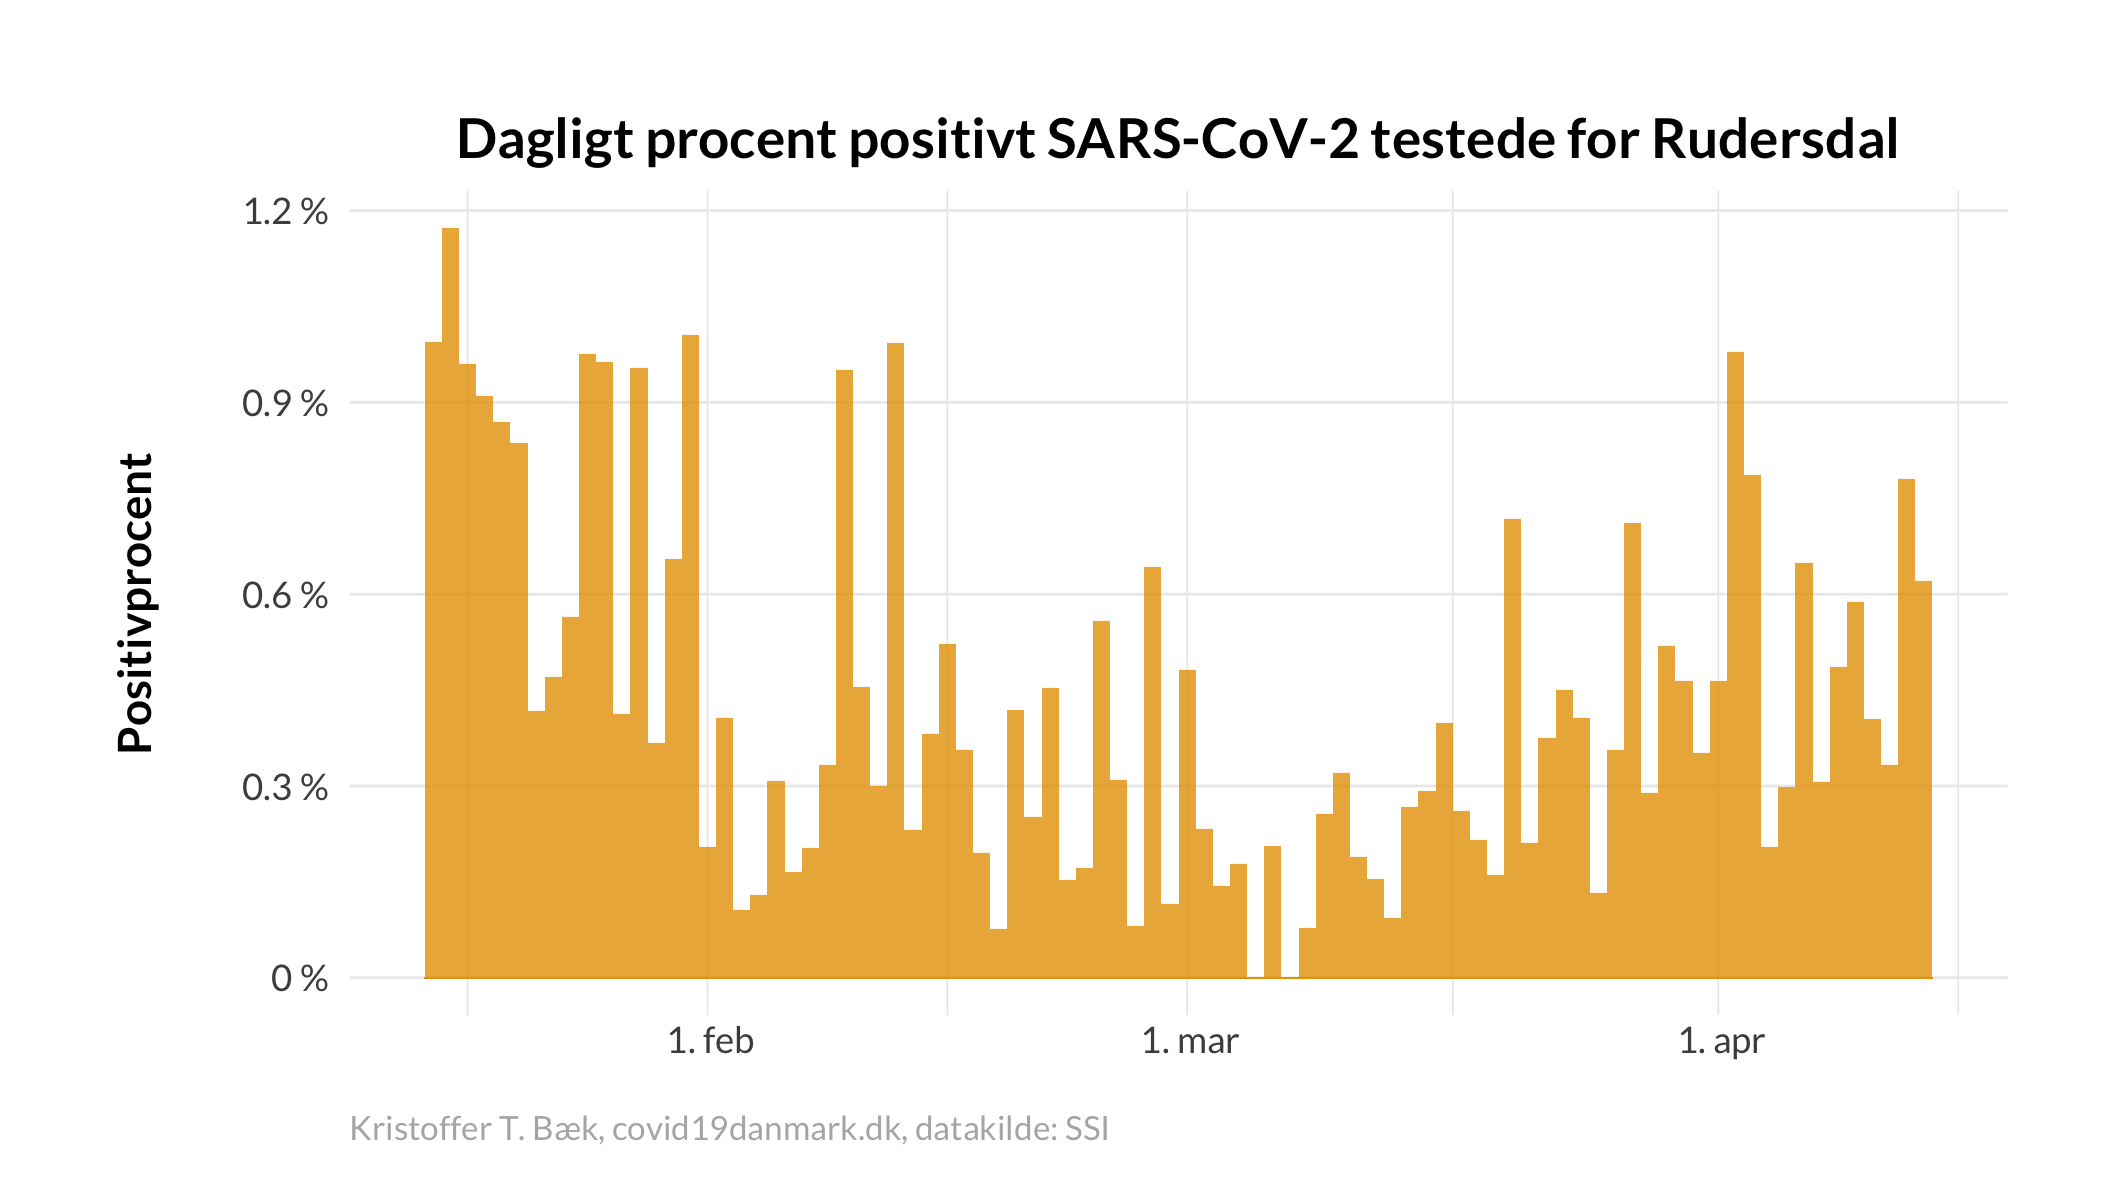 Dagligt procent positivt SARS-CoV-2 testede for Rudersdal
Positivprocent
1.2 %
0.9 %
0.6 %
0.3 %
0 %
1. feb
1. mar
1. apr
Kristoffer T. Bæk, covid19danmark.dk, datakilde: SSI